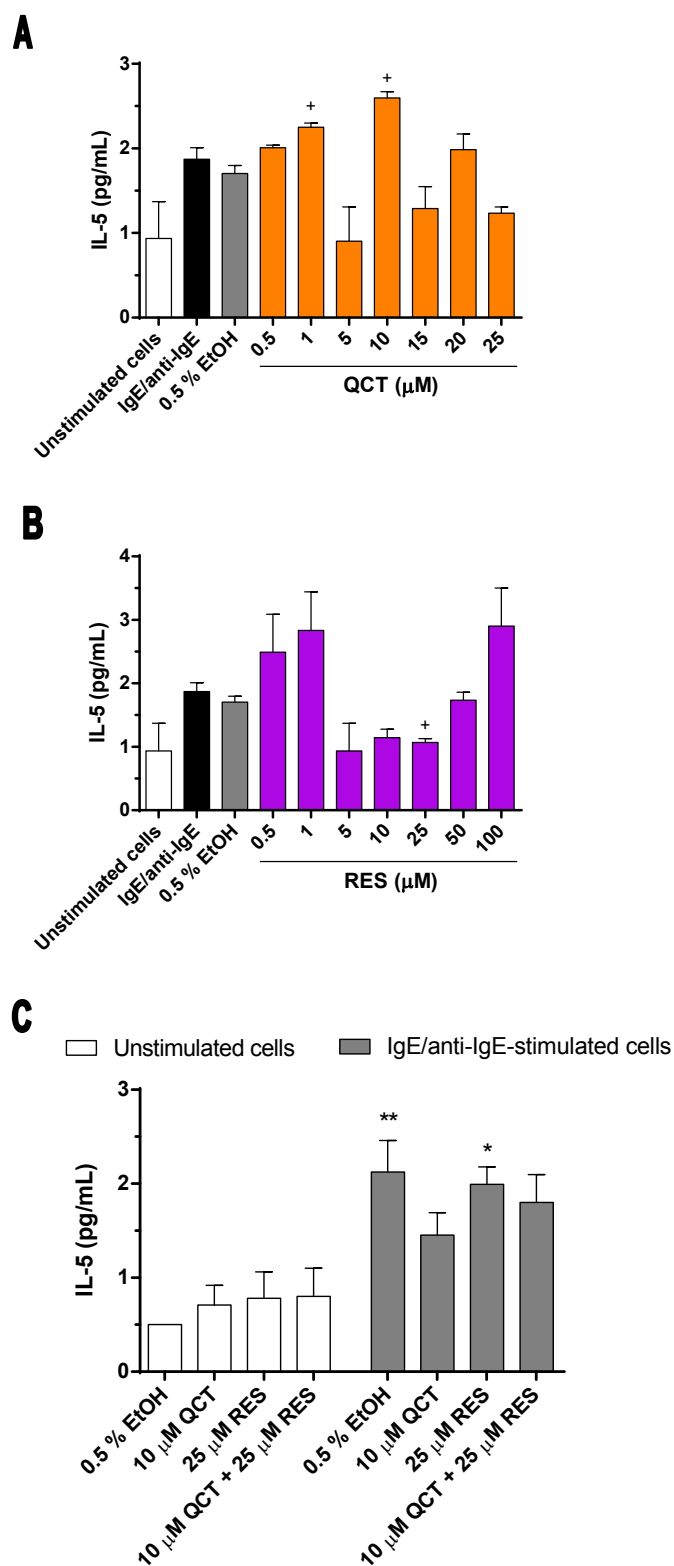 A
3
2
1
0
IL-5 (pg/mL)
+
+
Unstimulated cells
IgE/anti-IgE
0.5 % EtOH
0.5
1
5
10
15
20
25
QCT (μM)
B
4
3
2
1
0
IL-5 (pg/mL)
+
Unstimulated cells
IgE/anti-IgE
0.5 % EtOH
0.5
1
5
10
25
50
100
RES (μM)
C
Unstimulated cells
IgE/anti-IgE-stimulated cells
3
2
1
0
IL-5 (pg/mL)
**
*
0.5 % EtOH
10 μM QCT
25 μM RES
10 μM QCT + 25 μM RES
0.5 % EtOH
10 μM QCT
25 μM RES
10 μM QCT + 25 μM RES